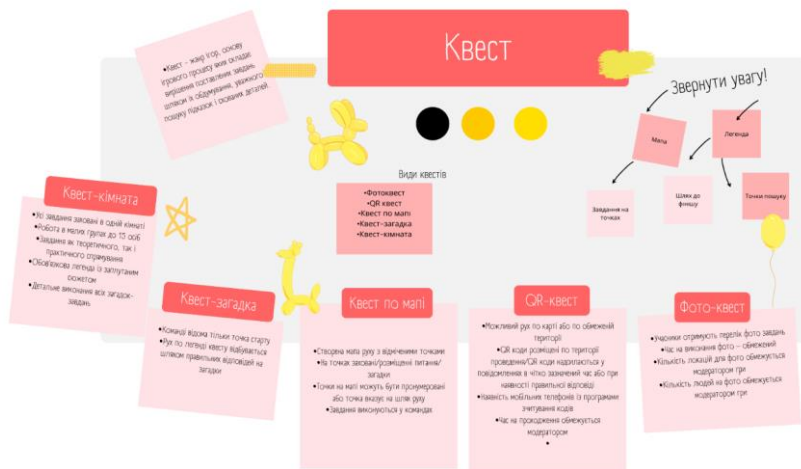 Квест
•Квест – жанр ігор, основу
ігрового процесу яких складає
вирішення поставлених завдань
шляхом їх обдумування, уважного
пошуку підказок і схованих деталей.
Звернути увагу!
Мапа
Легенда
Завдання на
точках
Шлях до
фінішу
Точки пошуку
Види квестів
•Фотоквест
•QR квест
•Квест по мапі
•Квест-загадка
•Квест-кімната
Квест-кімната
•Усі завдання заховані в одній кімнаті
•Робота в малих групах до 15 осіб
•Завдання як теоретичного, так і
практичного спрямування
•Обов'язкова легенда із заплутаним
сюжетом
•Детальне виконання всіх загадок-
завдань
Квест-загадка
•Команді відома тільки точка старту
•Рух по легенді квесту відбувається
шляхом правильних відповідей на
загадки
Квест по мапі
•Створена мапа руху з відміченими точками
•На точках заховані/розміщені питання/
загадки
Точки на мапі можуть бути пронумеровані
або точка вказує на шлях руху
•Завдання виконуються у командах.
QR-квест
•Можливий рух по карті або по обмеженій
території.
•QR коди розміщені по території
проведення/QR коди надсилаються у
повідомленні в чітко зазначений час або при
наявності правильної відповіді
•Наявність мобільних телефонів із програмами
зчитування кодів
•Час на проходження обмежується
модератором
•
Фото-квест
•Учасники отримують перелік фото завдань
•Час на виконання фото – обмежений
•Кількість локацій для фото обмежується
модератором гри
•Кількість людей на фото обмежується
модератором гри